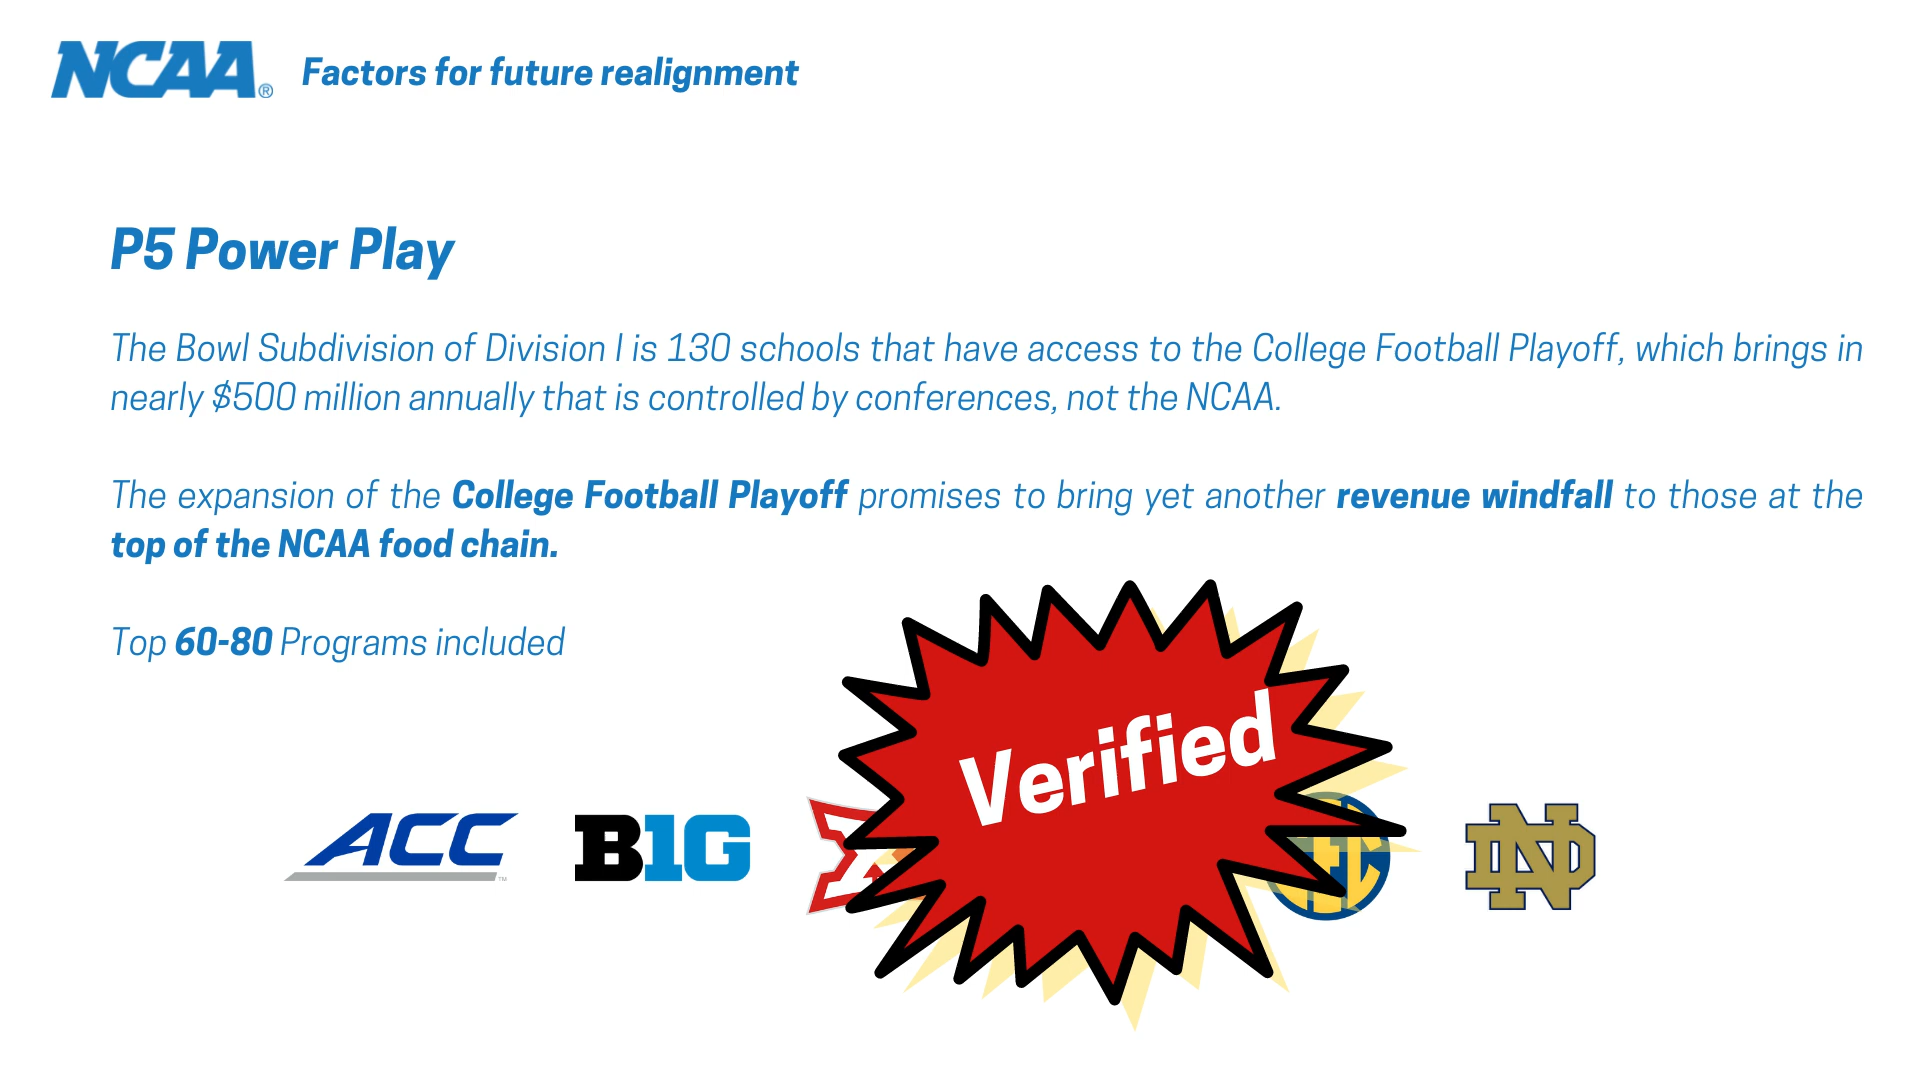 NCAA® Factors for future realignment
P5 Power Play
The Bowl Subdivision of Division I is 130 schools that have access to the College Football Playoff, which brings in
nearly $500 million annually that is controlled by conferences, not the NCAA.
The expansion of the College Football Playoff promises to bring yet another revenue windfall to those at the
top of the NCAA food chain.
Top 60-80 Programs included
Verified
ACC™ B1G ND